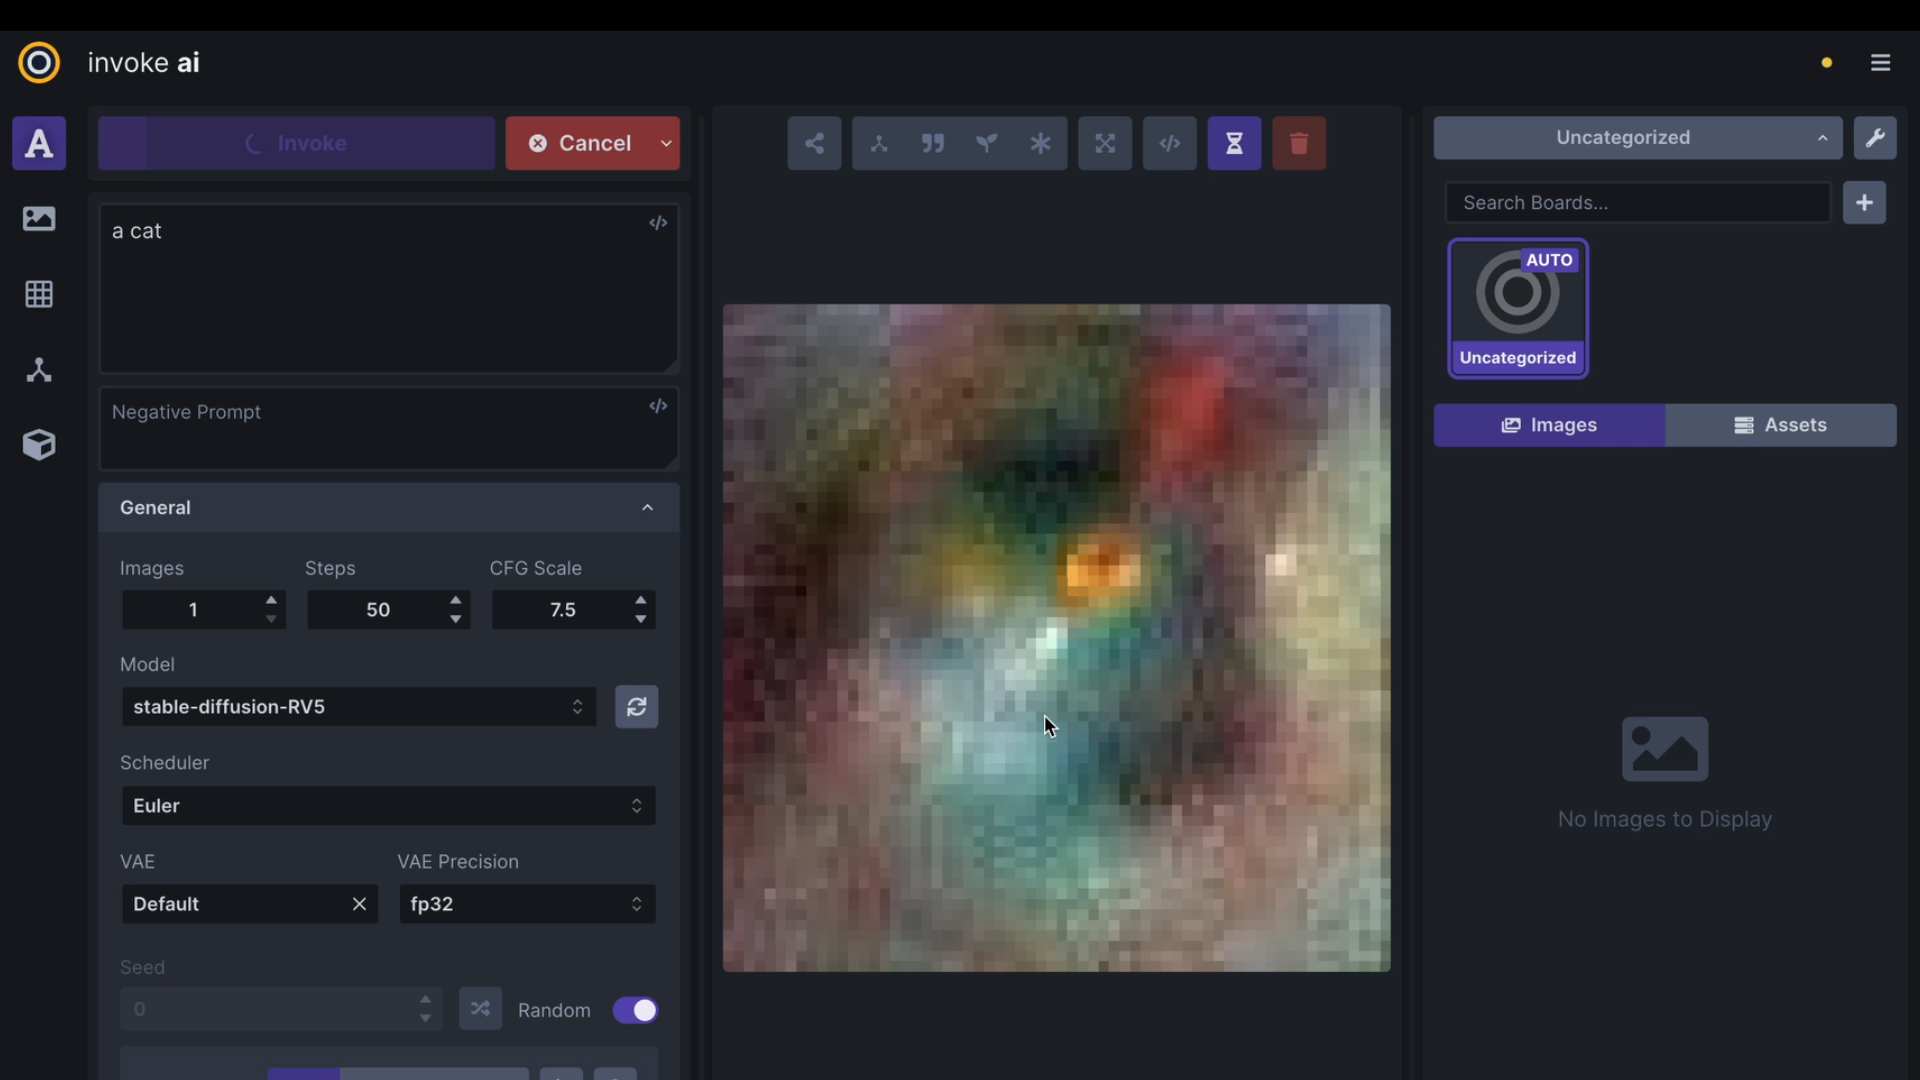 invoke ai
Invoke
Cancel
a cat
Negative Prompt
General
Images
Steps
CFG Scale
1
50
7.5
Model
stable-diffusion-RV5
Scheduler
Euler
VAE
VAE Precision
Default
fp32
Seed
0
Random
Uncategorized
Search Boards...
AUTO
Uncategorized
Images
Assets
No Images to Display